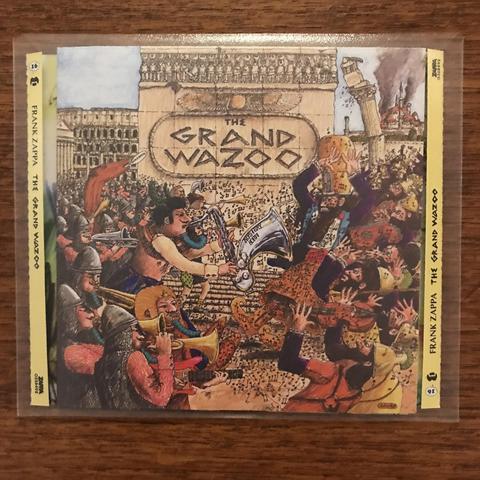 THE
GRAND
WAZOO
FRANK ZAPPA THE GRAND WAZOO
FRANK ZAPPA THE GRAND WAZOO